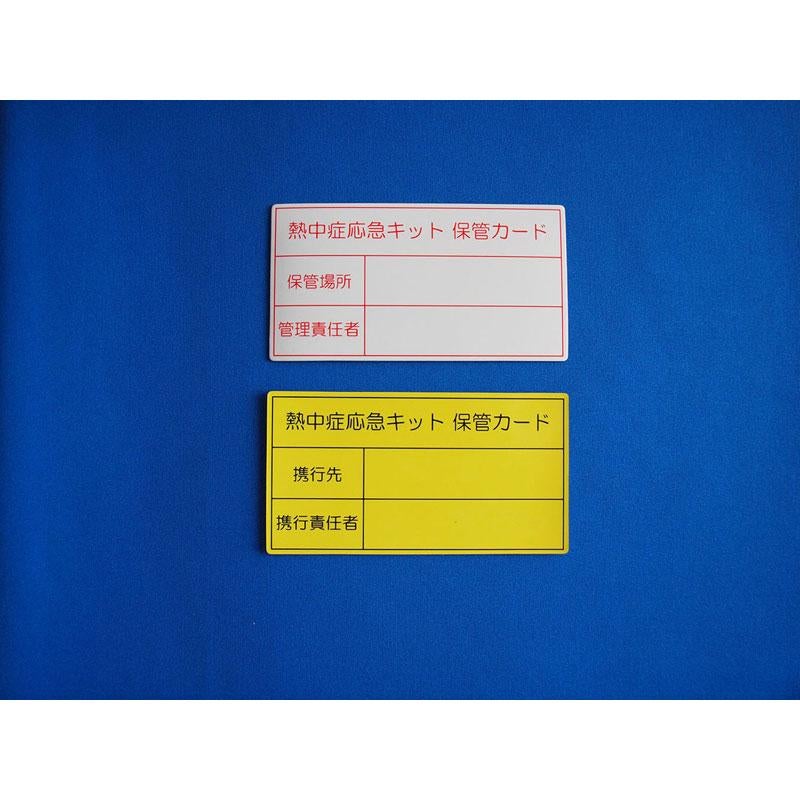 熱中症応急キット 保管カード
保管場所
管理責任者
熱中症応急キット 保管カード
携行先
携行責任者